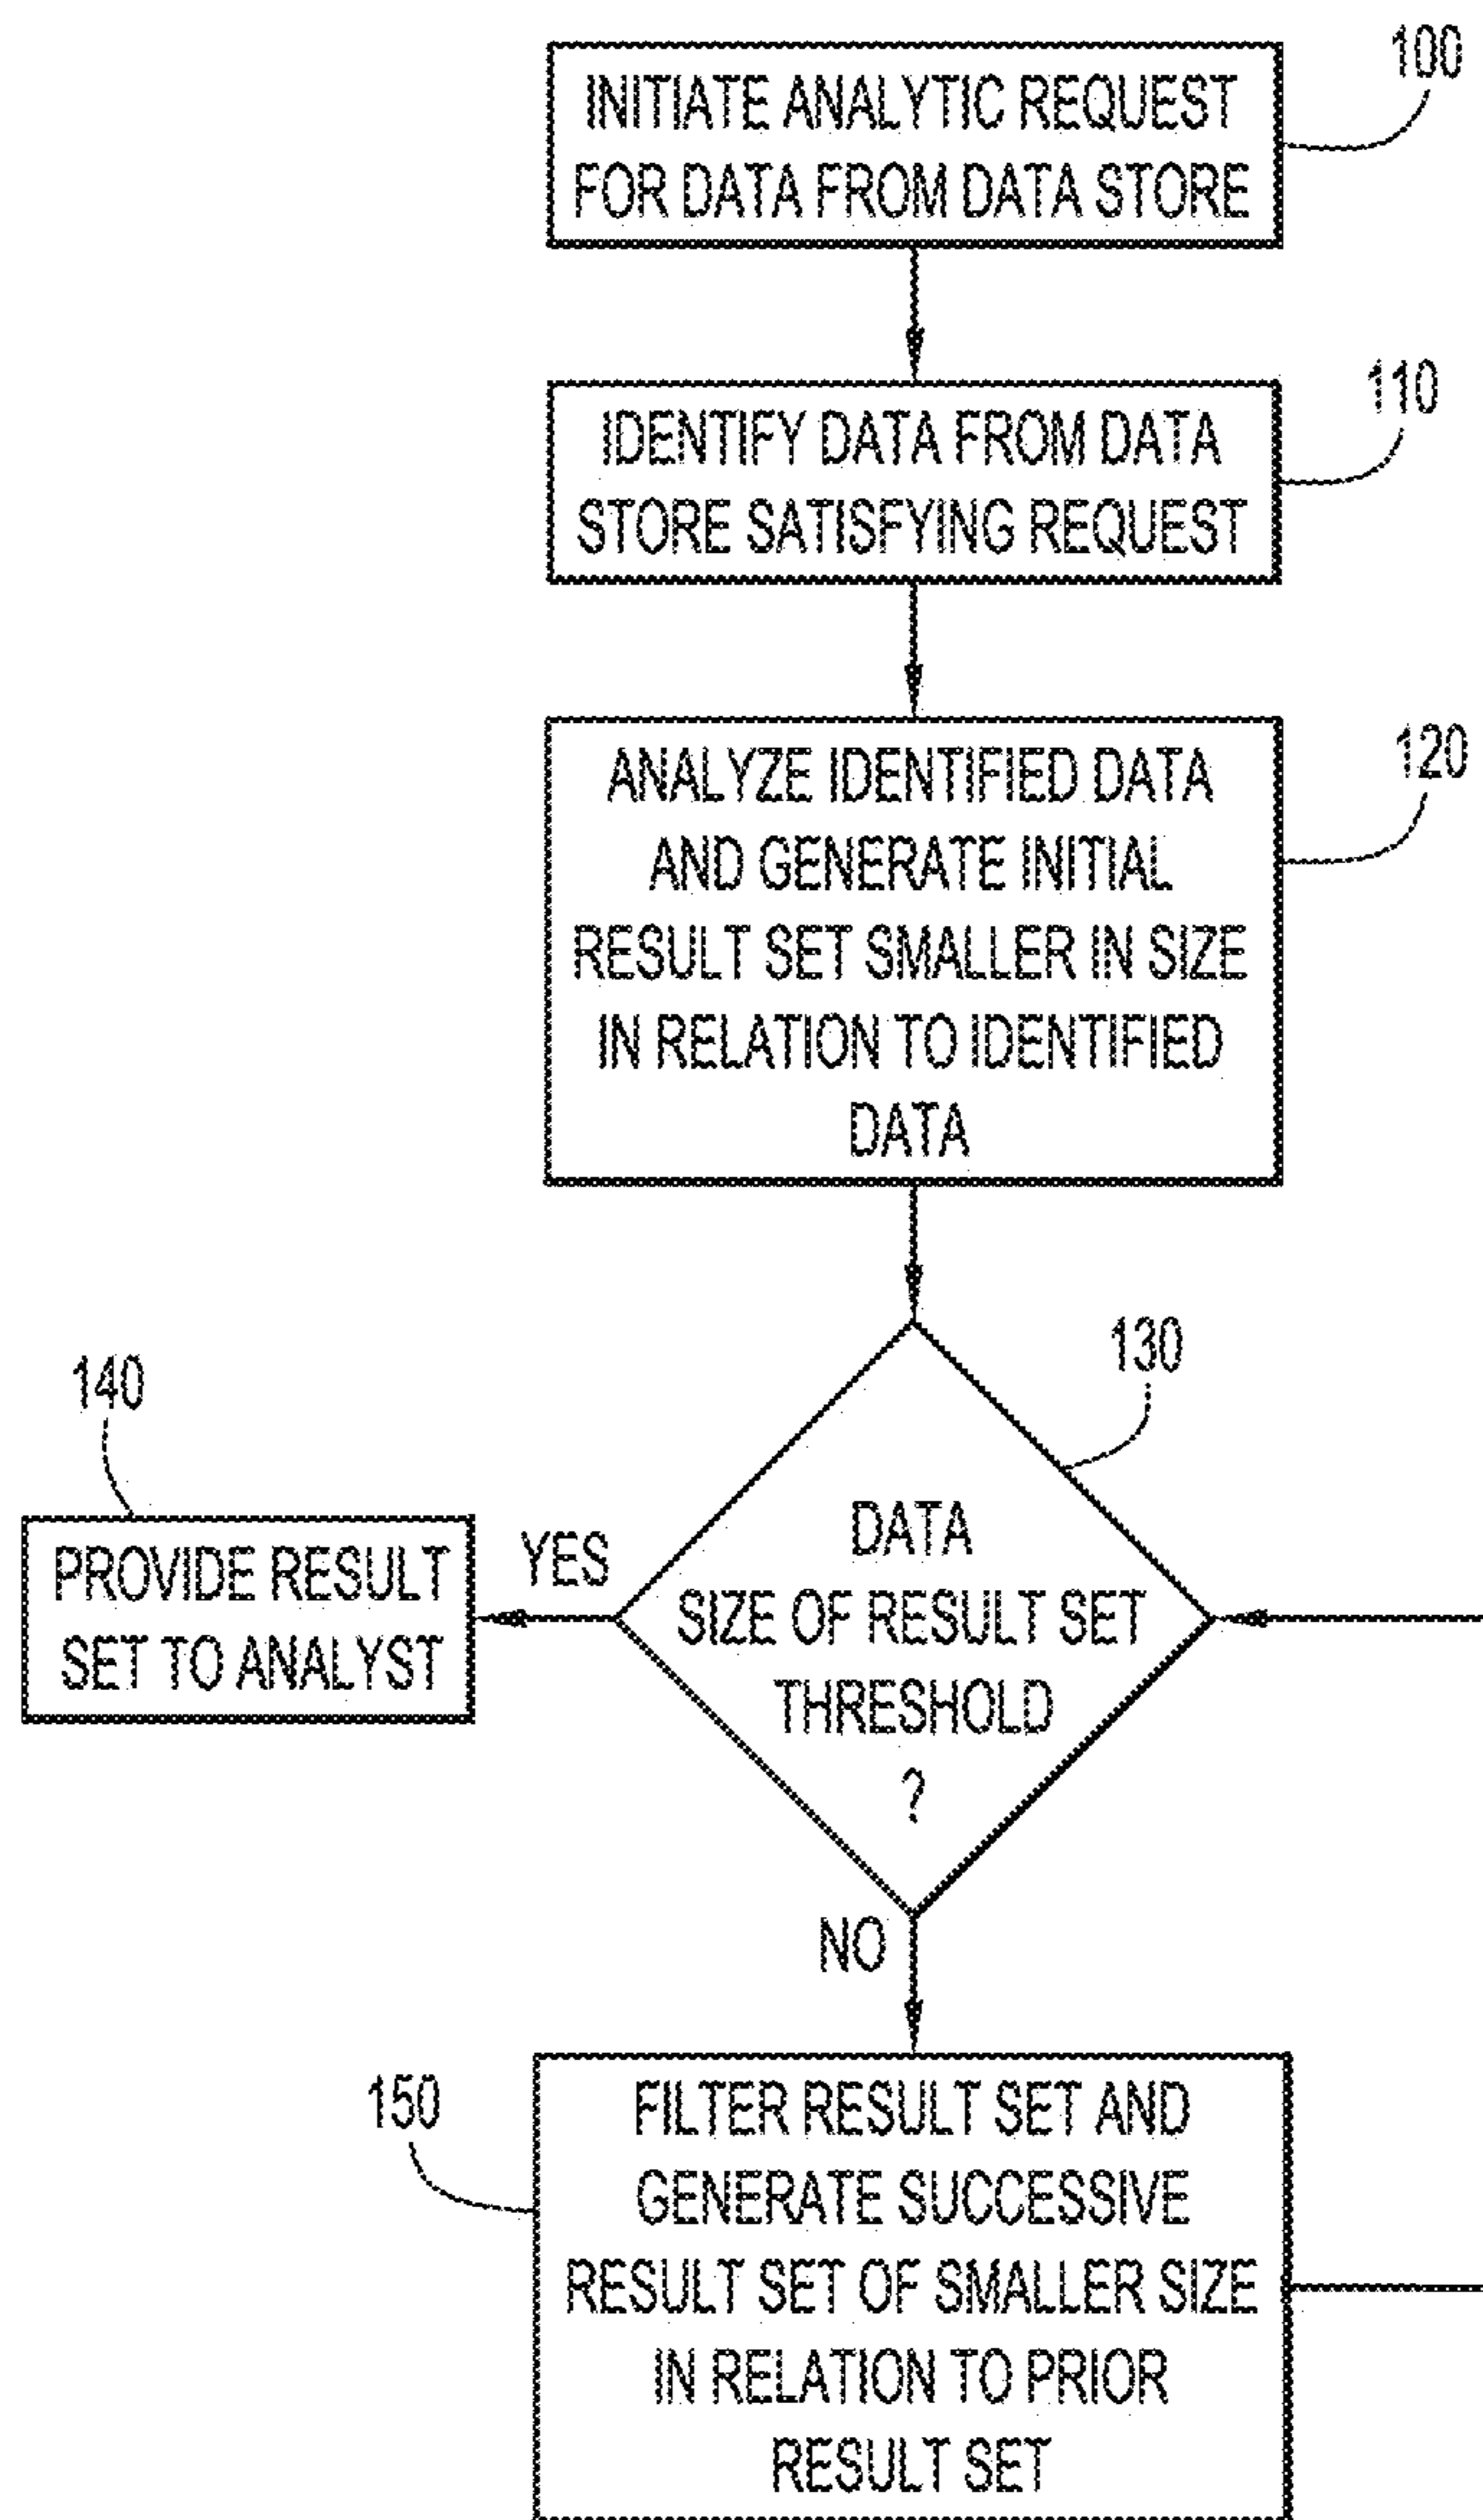 100
INITIATE ANALYTIC REQUEST
FOR DATA FROM DATA STORE
110
IDENTIFY DATA FROM DATA
STORE SATISFYING REQUEST
120
ANALYZE IDENTIFIED DATA
AND GENERATE INITIAL
RESULT SET SMALLER IN SIZE
IN RELATION TO IDENTIFIED
DATA
130
140
DATA
SIZE OF RESULT SET
THRESHOLD
?
YES
PROVIDE RESULT
SET TO ANALYST
NO
150
FILTER RESULT SET AND
GENERATE SUCCESSIVE
RESULT SET OF SMALLER SIZE
IN RELATION TO PRIOR
RESULT SET